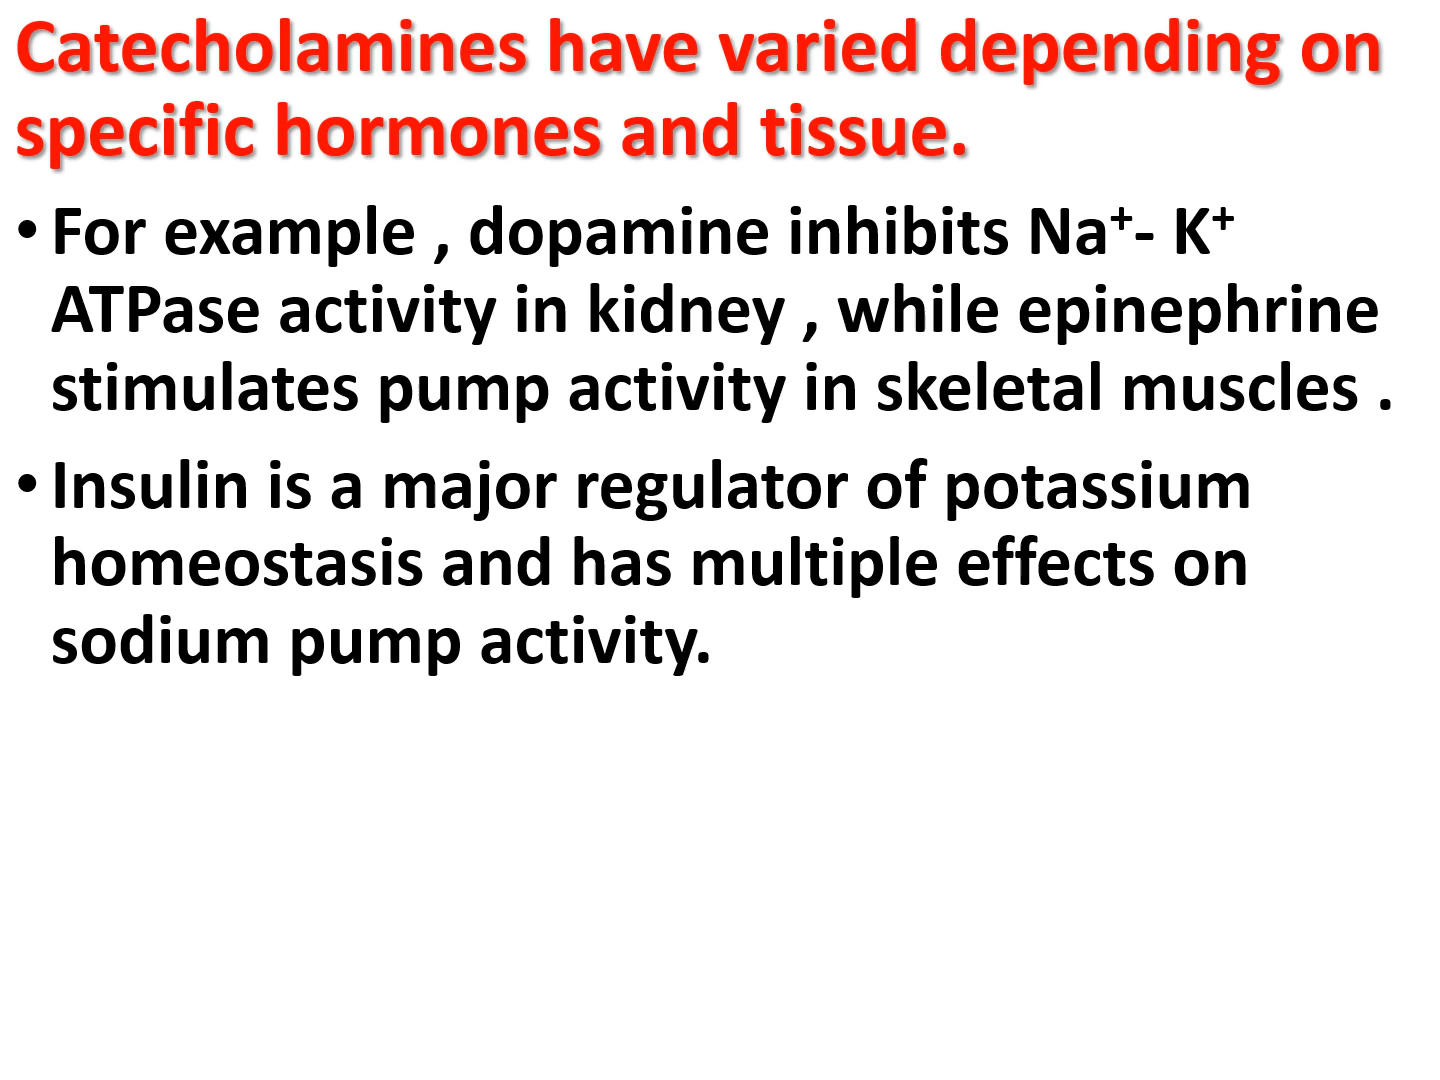 Catecholamines have varied depending on
specific hormones and tissue.
• For example , dopamine inhibits Na⁺- K⁺
ATPase activity in kidney , while epinephrine
stimulates pump activity in skeletal muscles .
• Insulin is a major regulator of potassium
homeostasis and has multiple effects on
sodium pump activity.